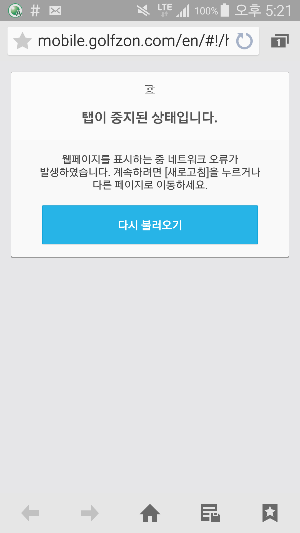 # LTE 100% 오후 5:21
mobile.golfzon.com/en/#!/h
1
탭이 중지된 상태입니다.
웹페이지를 표시하는 중 네트워크 오류가
발생하였습니다. 계속하려면 [새로고침]을 누르거나
다른 페이지로 이동하세요.
다시 불러오기